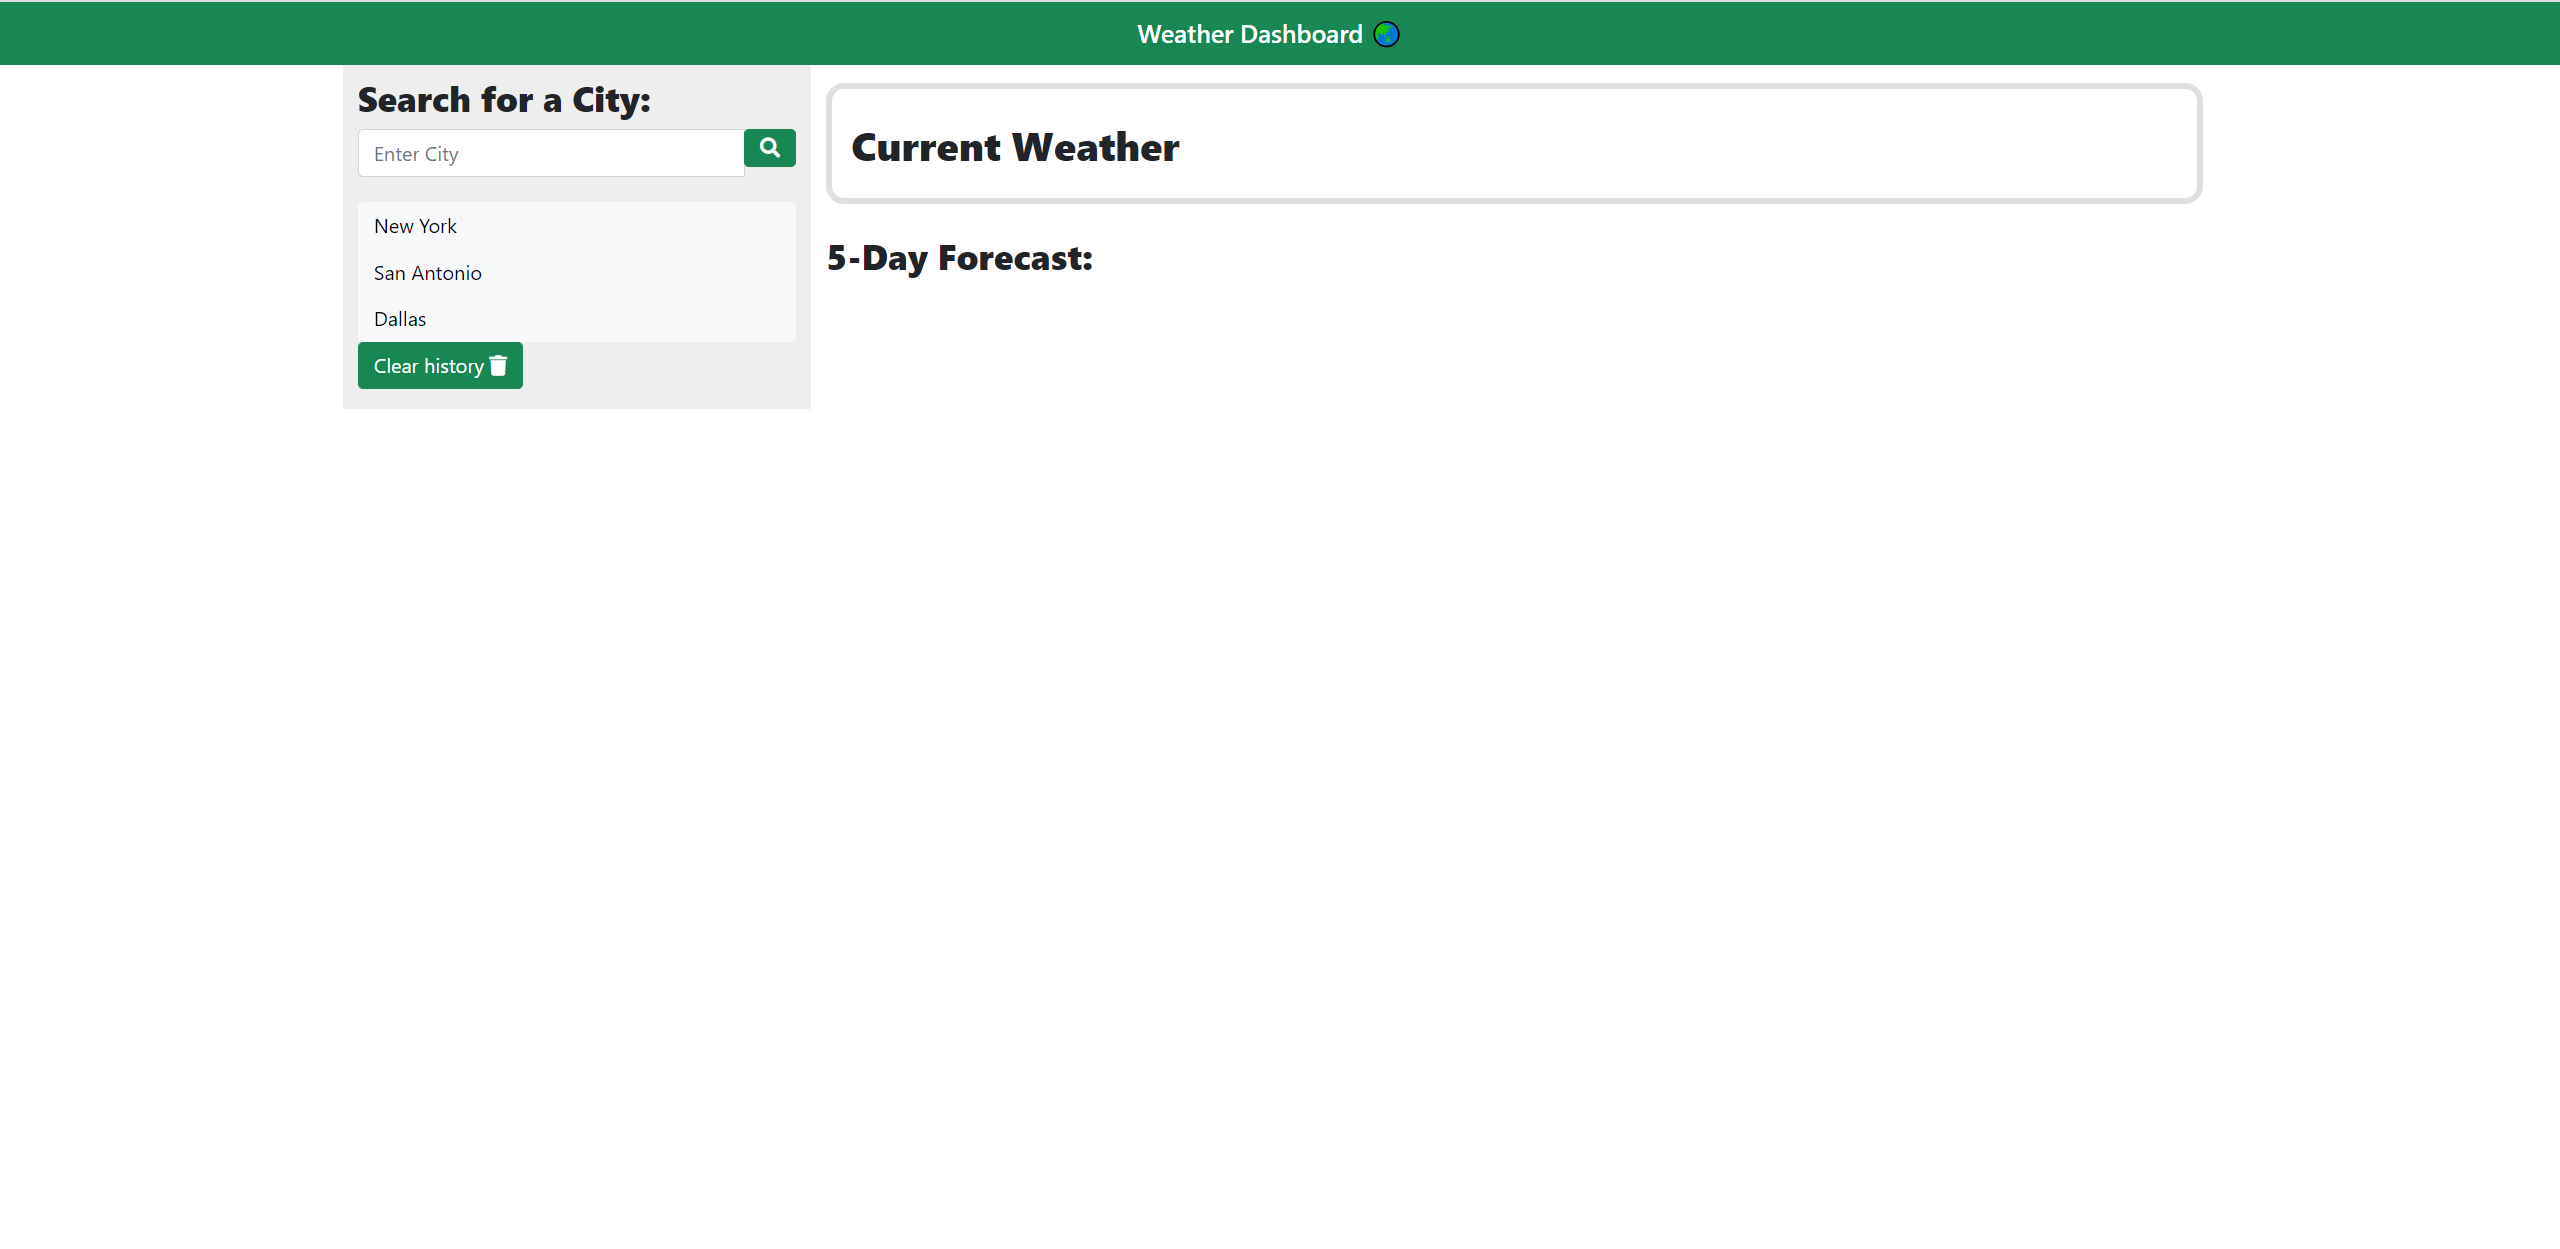 Weather Dashboard
Search for a City:
Enter City
New York
San Antonio
Dallas
Clear history
Current Weather
5-Day Forecast: